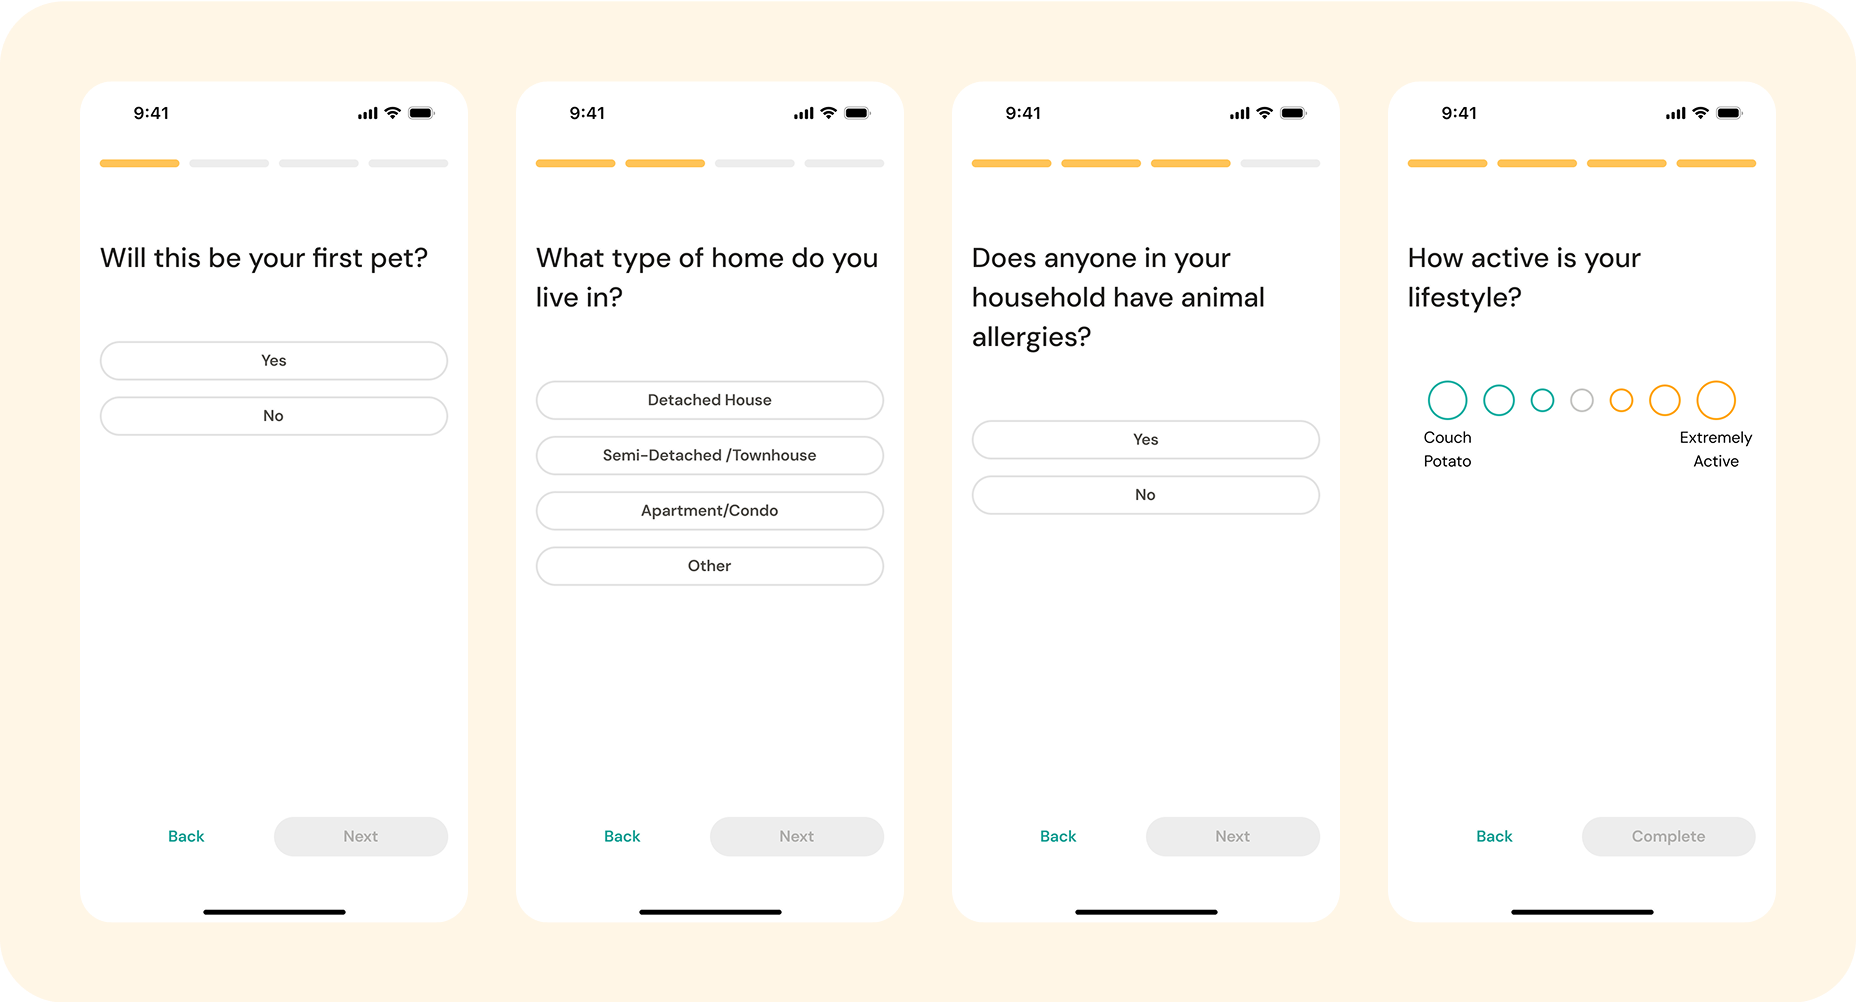 9:41
Will this be your first pet?
Yes
No
Back
Next
9:41
What type of home do you
live in?
Detached House
Semi-Detached /Townhouse
Apartment/Condo
Other
Back
Next
9:41
Does anyone in your
household have animal
allergies?
Yes
No
Back
Next
9:41
How active is your
lifestyle?
Couch
Potato
Extremely
Active
Back
Complete